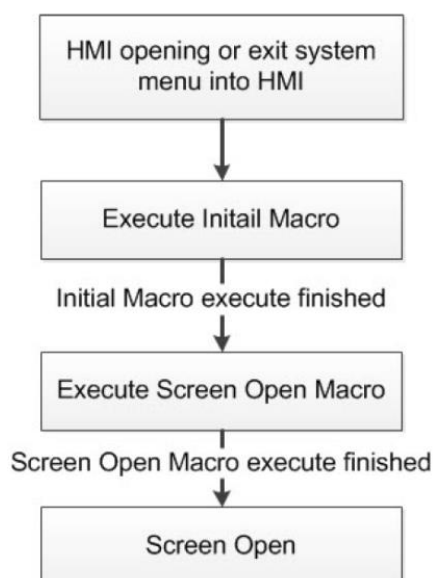 HMI opening or exit system
menu into HMI
Execute Initail Macro
Initial Macro execute finished
Execute Screen Open Macro
Screen Open Macro execute finished
Screen Open